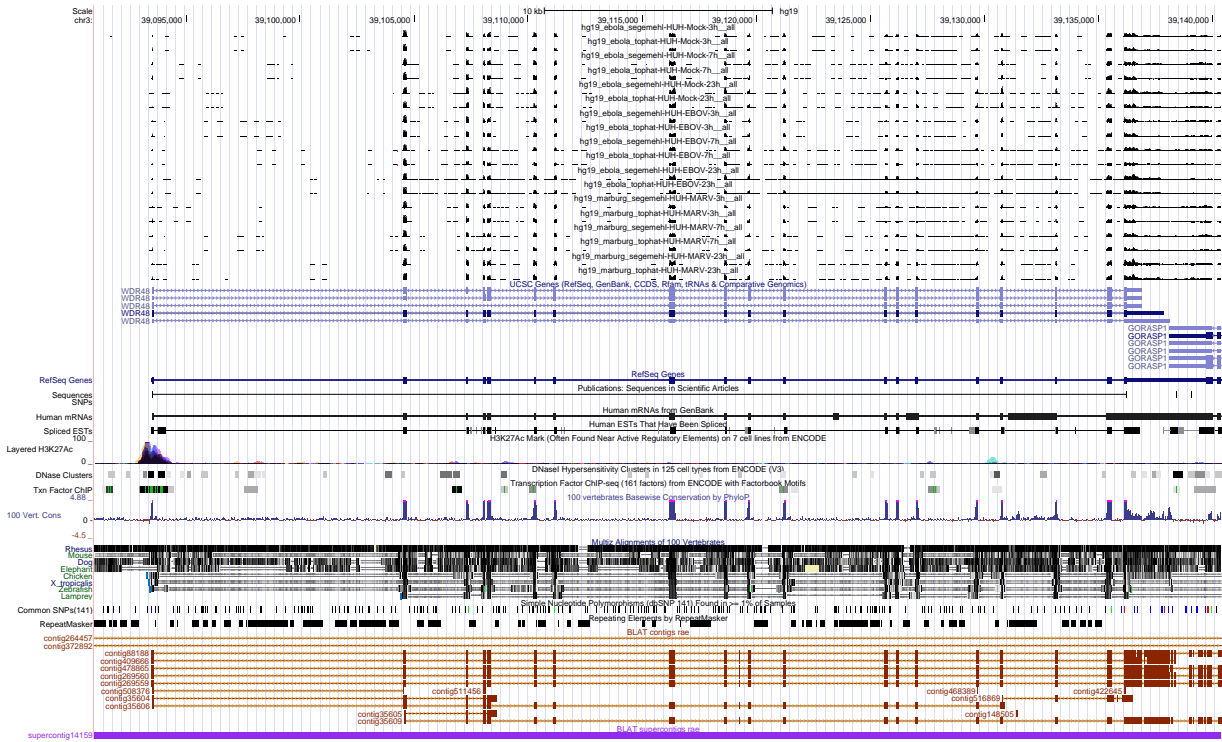 Scale 10 kb hg19
chr3: 39,095,000 39,100,000 39,105,000 39,110,000 39,115,000 39,120,000 39,125,000 39,130,000 39,135,000 39,140,000
hg19_ebola_segemehl-HUH-Mock-3h__all
hg19_ebola_tophat-HUH-Mock-3h__all
hg19_ebola_segemehl-HUH-Mock-7h__all
hg19_ebola_tophat-HUH-Mock-7h__all
hg19_ebola_segemehl-HUH-Mock-23h__all
hg19_ebola_tophat-HUH-Mock-23h__all
hg19_ebola_segemehl-HUH-EBOV-3h__all
hg19_ebola_tophat-HUH-EBOV-3h__all
hg19_ebola_segemehl-HUH-EBOV-7h__all
hg19_ebola_tophat-HUH-EBOV-7h__all
hg19_ebola_segemehl-HUH-EBOV-23h__all
hg19_ebola_tophat-HUH-EBOV-23h__all
hg19_marburg_segemehl-HUH-MARV-3h__all
hg19_marburg_tophat-HUH-MARV-3h__all
hg19_marburg_segemehl-HUH-MARV-7h__all
hg19_marburg_tophat-HUH-MARV-7h__all
hg19_marburg_segemehl-HUH-MARV-23h__all
hg19_marburg_tophat-HUH-MARV-23h__all
UCSC Genes (RefSeq, GenBank, CCDS, Rfam, tRNAs & Comparative Genomics)
WDR48
WDR48
WDR48
WDR48
WDR48
GORASP1
GORASP1
GORASP1
GORASP1
GORASP1
GORASP1
RefSeq Genes
RefSeq Genes
Publications: Sequences in Scientific Articles
Sequences
SNPs
Human mRNAs from GenBank
Human mRNAs
Human ESTs That Have Been Spliced
Spliced ESTs
H3K27Ac Mark (Often Found Near Active Regulatory Elements) on 7 cell lines from ENCODE
100 _
Layered H3K27Ac
0 _
DNaseI Hypersensitivity Clusters in 125 cell types from ENCODE (V3)
DNase Clusters
Transcription Factor ChIP-seq (161 factors) from ENCODE with Factorbook Motifs
Txn Factor ChIP
100 vertebrates Basewise Conservation by PhyloP
4.88 _
100 Vert. Cons
0 -
-4.5 _
Multiz Alignments of 100 Vertebrates
Rhesus
Mouse
Dog
Elephant
Chicken
X_tropicalis
Zebrafish
Lamprey
Simple Nucleotide Polymorphisms (dbSNP 141) Found in >= 1% of Samples
Common SNPs(141)
Repeating Elements by RepeatMasker
RepeatMasker
BLAT contigs rae
contig264457
contig372892
contig88188
contig409666
contig478865
contig269560
contig269559
contig508376 contig511456 contig468389 contig422645
contig35604 contig516869
contig35606
contig35605 contig148505
contig35609
BLAT supercontigs rae
supercontig14159